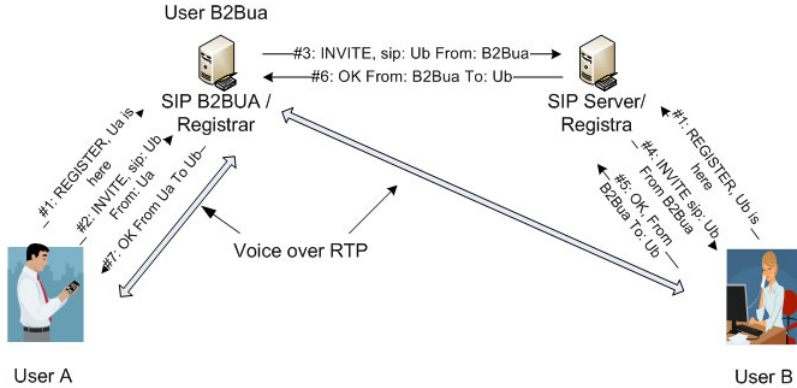 User B2Bua
#3: INVITE, sip: Ub From: B2Bua
#6: OK From: B2Bua To: Ub
SIP B2BUA /
Registrar
SIP Server/
Registra
#1: REGISTER, Ua is
here
#2: INVITE, sip: Ub
From: Ua
#7: OK From Ua To Ub
Voice over RTP
#1: REGISTER, Ub is
here
#4: INVITE sip: Ub
From B2Bua
#5: OK, From
B2Bua To: Ub
User A
User B